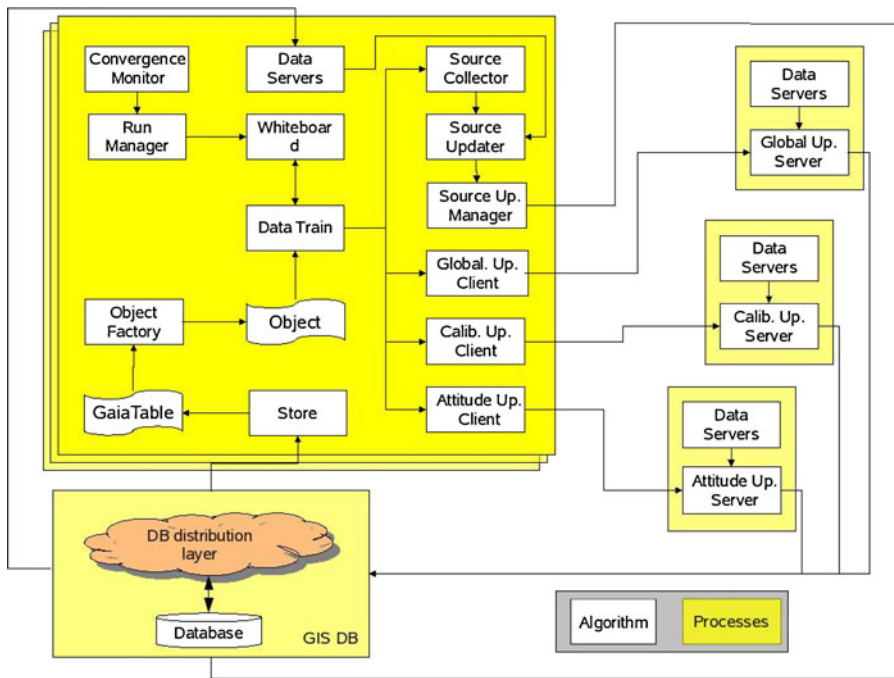 Convergence
Monitor
Data
Servers
Source
Collector
Run
Manager
Whiteboar
d
Source
Updater
Data Train
Source Up.
Manager
Global. Up.
Client
Object
Factory
Object
Calib. Up.
Client
GaiaTable
Store
Attitude Up.
Client
Data
Servers
Global Up.
Server
Data
Servers
Calib. Up.
Server
Data
Servers
Attitude Up.
Server
DB distribution
layer
Database
GIS DB
Algorithm
Processes